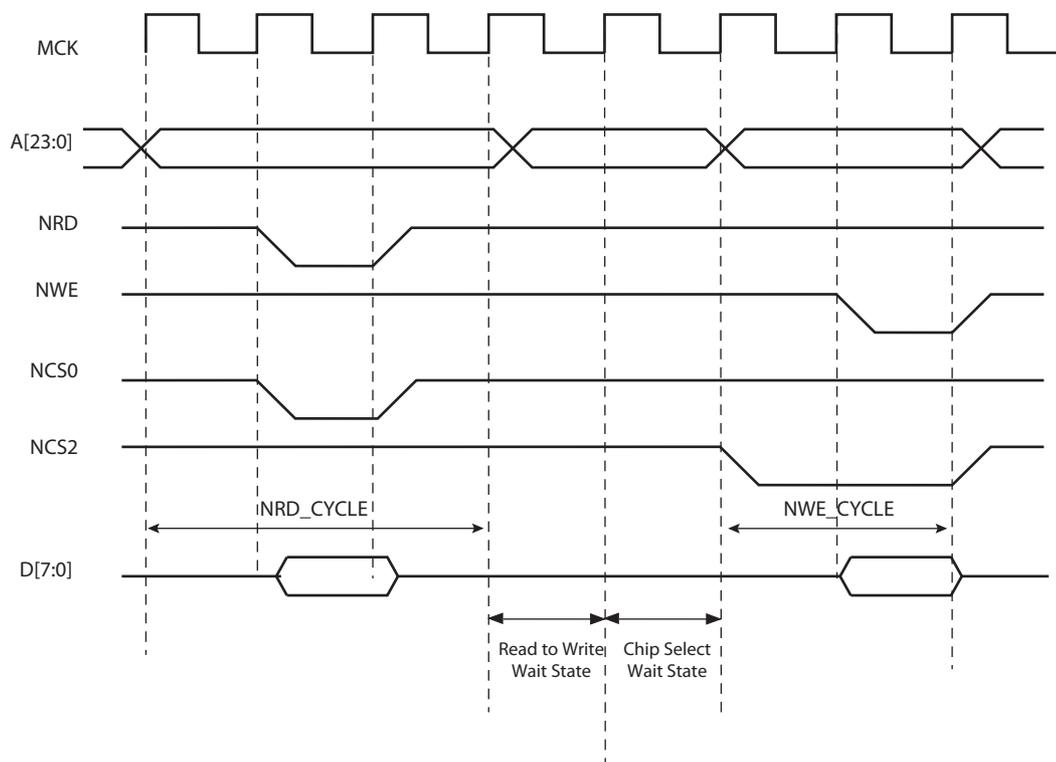 MCK
A[23:0]
NRD
NWE
NCS0
NCS2
NRD_CYCLE
NWE_CYCLE
D[7:0]
Read to Write
Wait State
Chip Select
Wait State